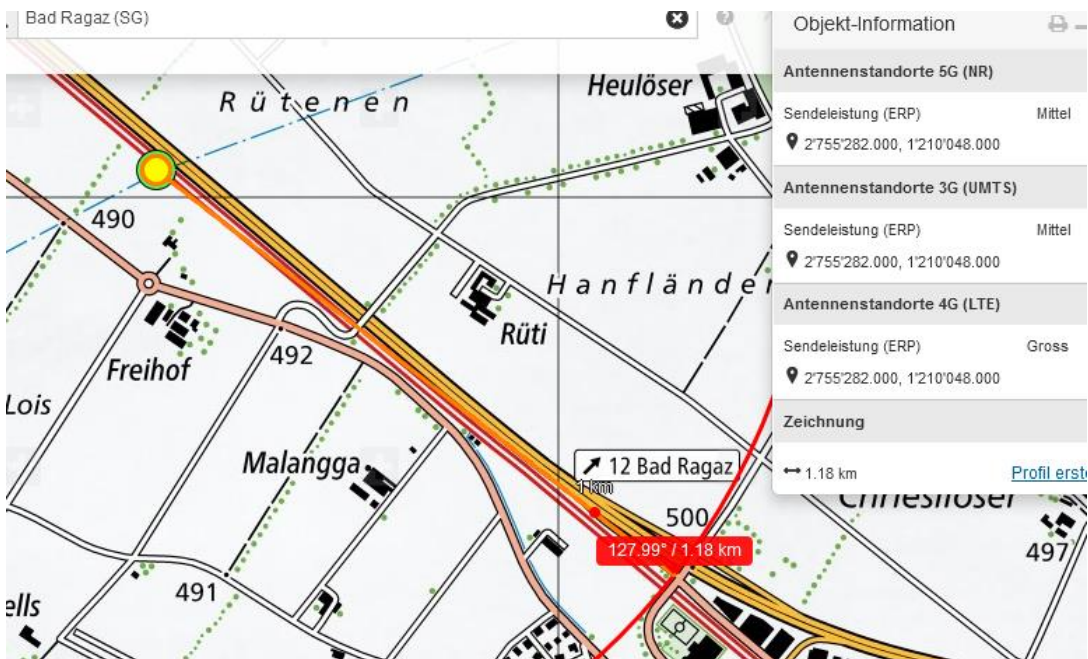 Bad Ragaz (SG)
Objekt-Information
Antennenstandorte 5G (NR)
Sendeleistung (ERP) Mittel
2'755'282.000, 1'210'048.000
Antennenstandorte 3G (UMTS)
Sendeleistung (ERP) Mittel
2'755'282.000, 1'210'048.000
Antennenstandorte 4G (LTE)
Sendeleistung (ERP) Gross
2'755'282.000, 1'210'048.000
Zeichnung
1.18 km Profil erste
Rütenen
Heulöser
490
Hanfländer
Rüti
492
Freihof
Lois
Malangga
12 Bad Ragaz
1 km
500
127.99° / 1.18 km
497
491
ells